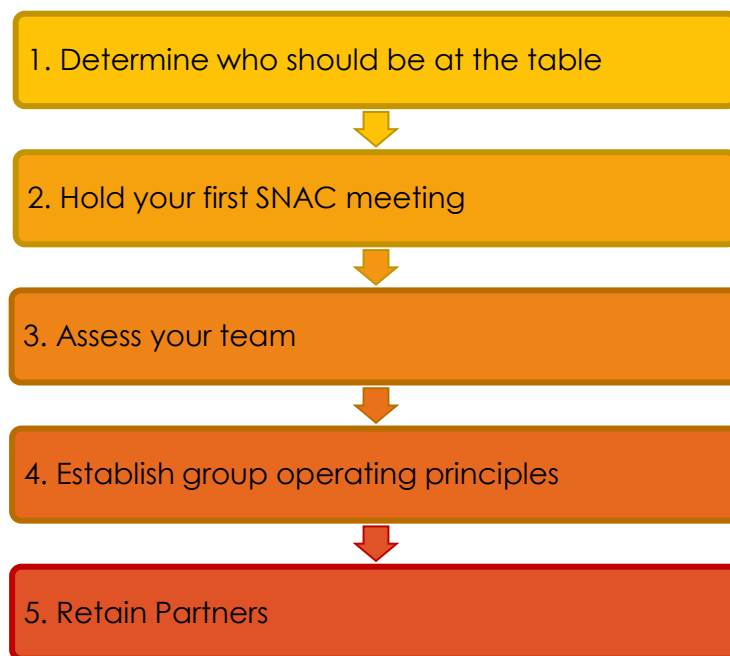 1. Determine who should be at the table
2. Hold your first SNAC meeting
3. Assess your team
4. Establish group operating principles
5. Retain Partners